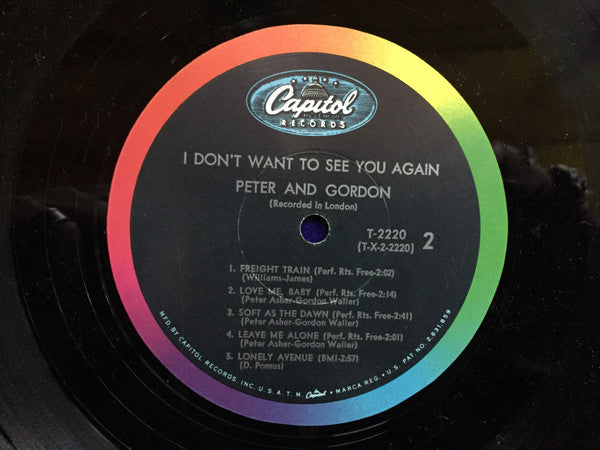 Capitol
RECORDS
I DON'T WANT TO SEE YOU AGAIN
PETER AND GORDON
(Recorded in London)
T-2220
(T-X-2-2220) 2
1. FREIGHT TRAIN (Perf. Rts. Free-2:02)
(Williams-James)
2. LOVE ME, BABY (Perf. Rts. Free-2:14)
(Peter Asher-Gordon Waller)
3. SOFT AS THE DAWN (Perf. Rts. Free-2:41)
(Peter Asher-Gordon Waller)
4. LEAVE ME ALONE (Perf. Rts. Free-2:01)
(Peter Asher-Gordon Waller)
5. LONELY AVENUE (BMI-2:57)
(D. Pomus)
MFD BY CAPITOL RECORDS, INC. U.S.A. T.M. Capitol MARCA REG. • U.S. PAT. NO. 2,631,859